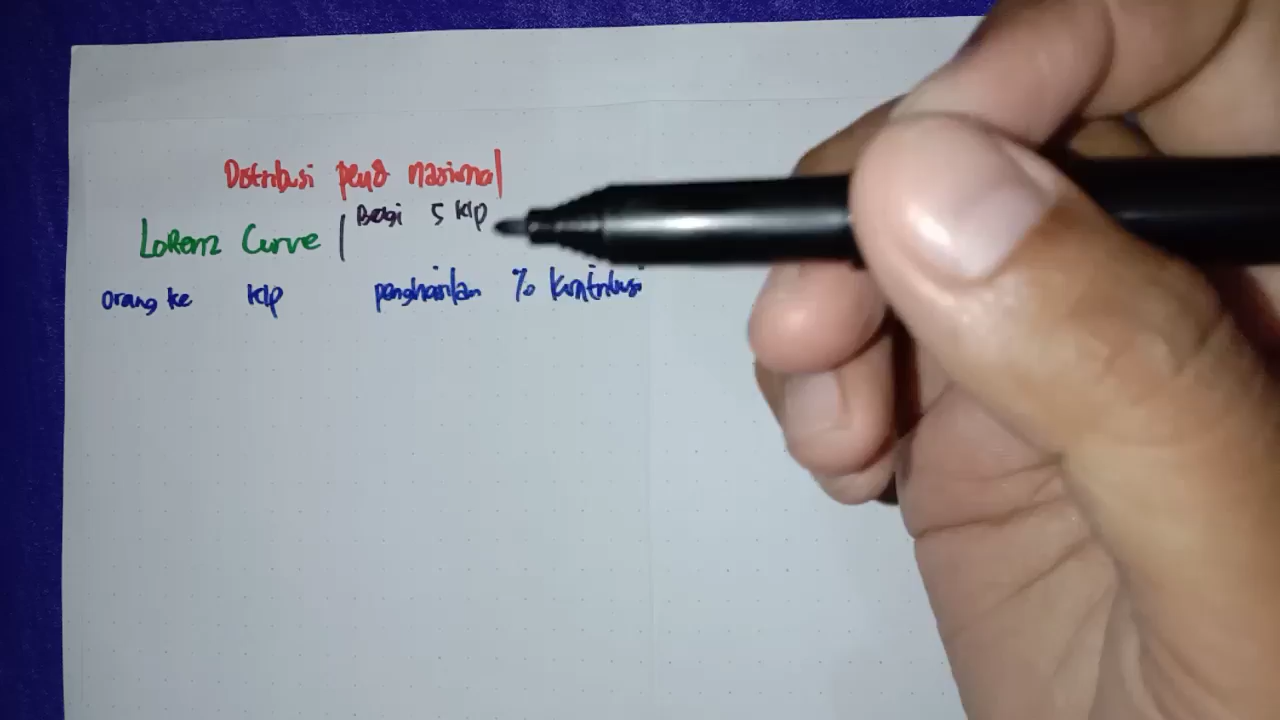 Distribusi pend nasional
Lorenz Curve | Bagi 5 klp
orang ke klp penghasilan % kontribusi